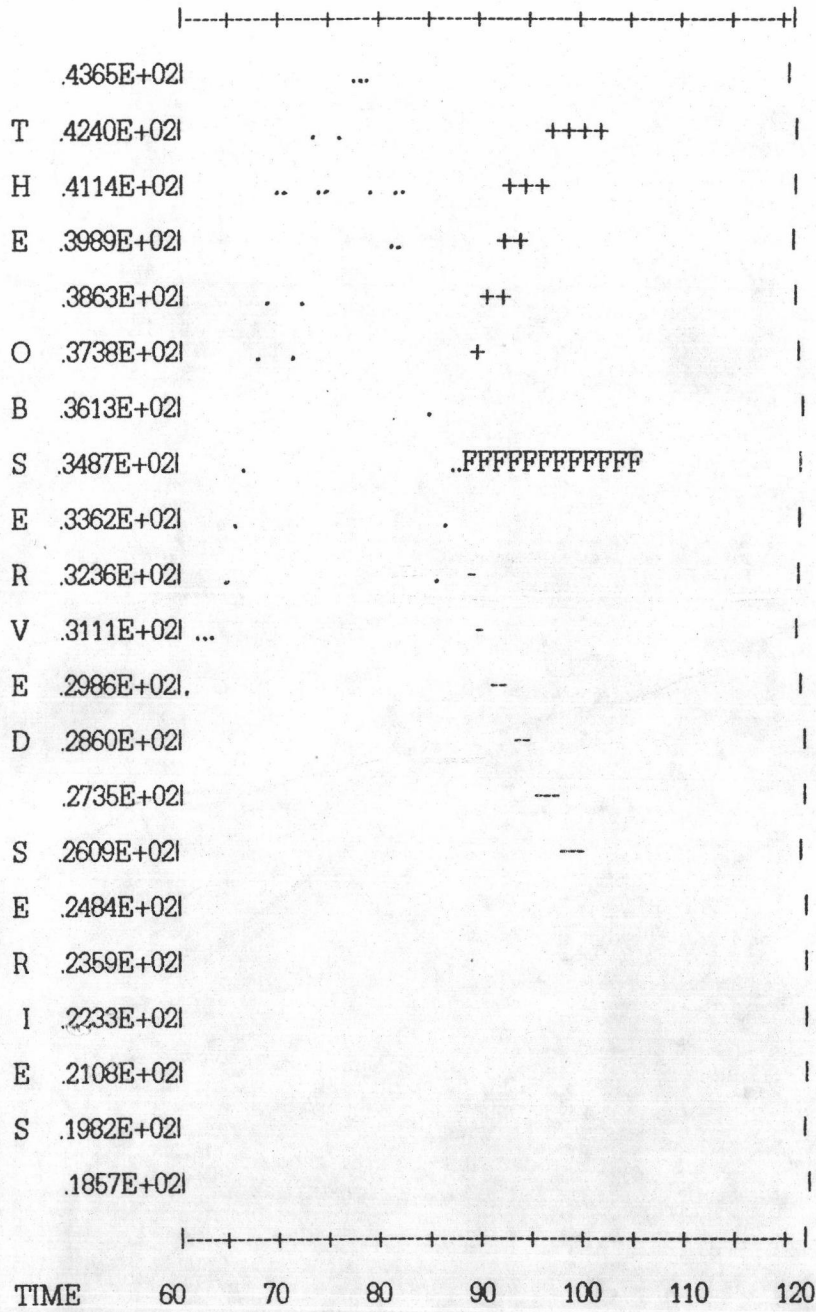 |----+----+----+----+----+----+----+----+----+----+----+----+|
.4365E+02| ... |
T .4240E+02| . . ++++ |
H .4114E+02| .. .. . .. +++ |
E .3989E+02| .. ++ |
.3863E+02| . . ++ |
O .3738E+02| . . + |
B .3613E+02| . |
S .3487E+02| . ..FFFFFFFFFFFF |
E .3362E+02| . . |
R .3236E+02| . . - |
V .3111E+02| ... - |
E .2986E+02|. -- |
D .2860E+02| -- |
.2735E+02| --- |
S .2609E+02| --- |
E .2484E+02| |
R .2359E+02| |
I .2233E+02| |
E .2108E+02| |
S .1982E+02| |
.1857E+02| |
|----+----+----+----+----+----+----+----+----+----+----+----+|
TIME 60 70 80 90 100 110 120